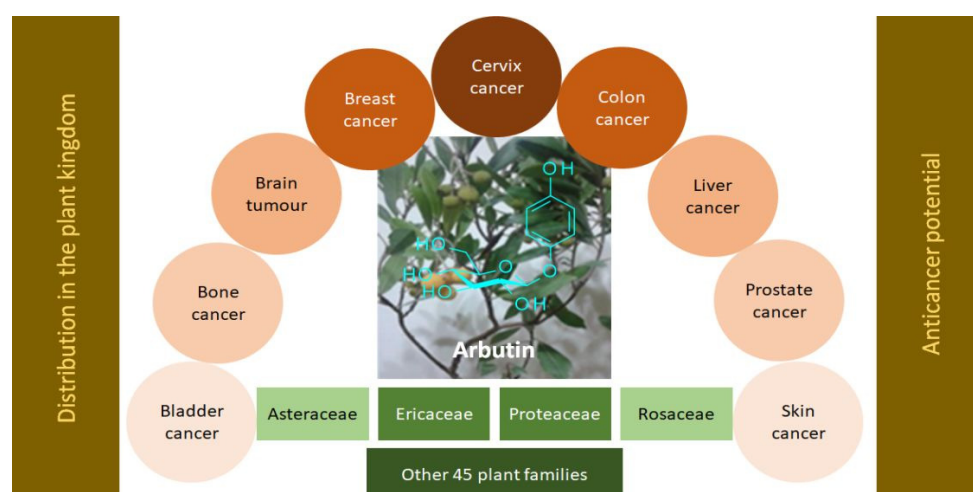 Distribution in the plant kingdom
Cervix
cancer
Breast
cancer
Colon
cancer
Brain
tumour
Liver
cancer
Bone
cancer
Prostate
cancer
Bladder
cancer
Skin
cancer
OH
O
O
HO
HO
HO
OH
Arbutin
Asteraceae
Ericaceae
Proteaceae
Rosaceae
Other 45 plant families
Anticancer potential